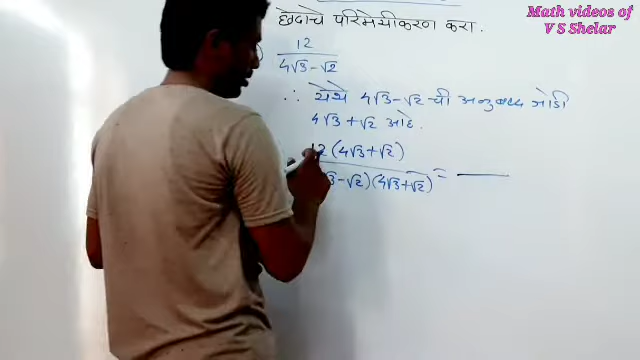 Math videos of
V S Shelar
छेदाचे परिमेयीकरण करा.
12
4√3 - √2
∴ येथे 4√3 - √2 ची अनुबद्ध जोडी
4√3 + √2 आहे.
12 (4√3 + √2)
3 - √2) (4√3 + √2) =